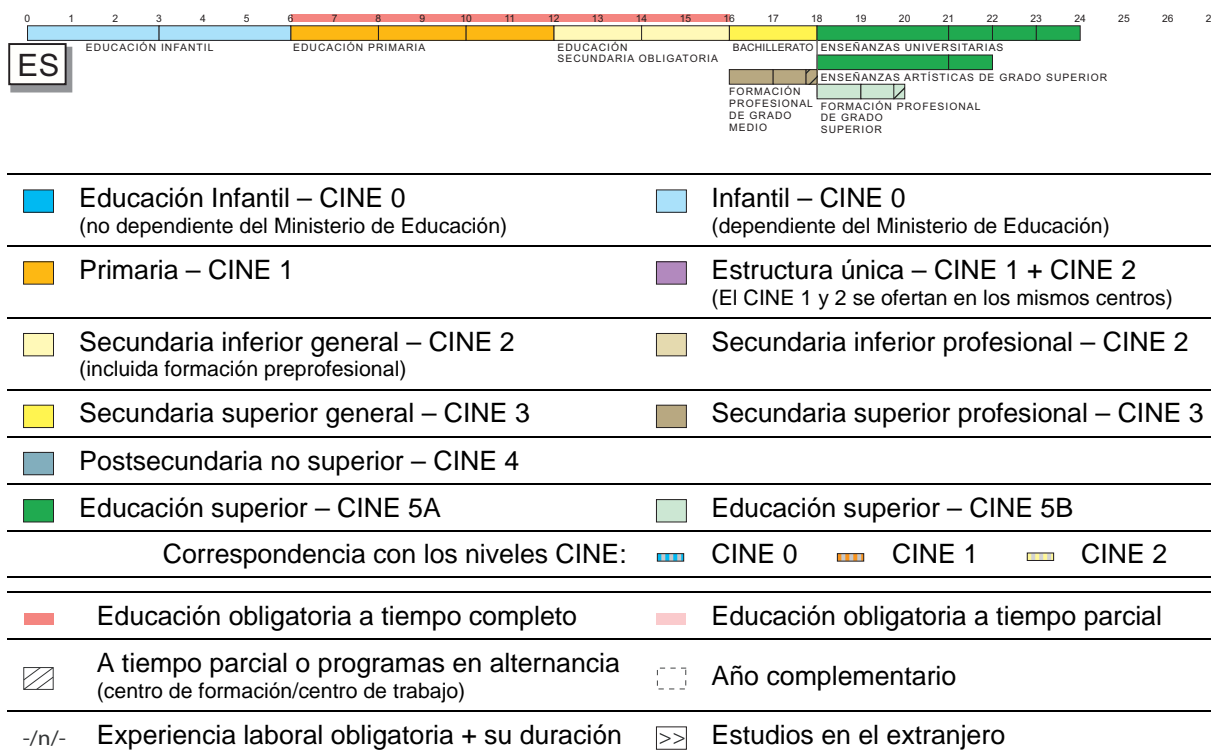 0 1 2 3 4 5 6 7 8 9 10 11 12 13 14 15 16 17 18 19 20 21 22 23 24 25 26 2
ES
EDUCACIÓN INFANTIL
EDUCACIÓN PRIMARIA
EDUCACIÓN
SECUNDARIA OBLIGATORIA
BACHILLERATO
ENSEÑANZAS UNIVERSITARIAS
ENSEÑANZAS ARTÍSTICAS DE GRADO SUPERIOR
FORMACIÓN
PROFESIONAL
DE GRADO
MEDIO
FORMACIÓN PROFESIONAL
DE GRADO
SUPERIOR
Educación Infantil – CINE 0
(no dependiente del Ministerio de Educación)
Infantil – CINE 0
(dependiente del Ministerio de Educación)
Primaria – CINE 1
Estructura única – CINE 1 + CINE 2
(El CINE 1 y 2 se ofertan en los mismos centros)
Secundaria inferior general – CINE 2
(incluida formación preprofesional)
Secundaria inferior profesional – CINE 2
Secundaria superior general – CINE 3
Secundaria superior profesional – CINE 3
Postsecundaria no superior – CINE 4
Educación superior – CINE 5A
Educación superior – CINE 5B
Correspondencia con los niveles CINE: CINE 0 CINE 1 CINE 2
Educación obligatoria a tiempo completo
Educación obligatoria a tiempo parcial
A tiempo parcial o programas en alternancia
(centro de formación/centro de trabajo)
Año complementario
-/n/- Experiencia laboral obligatoria + su duración
>> Estudios en el extranjero